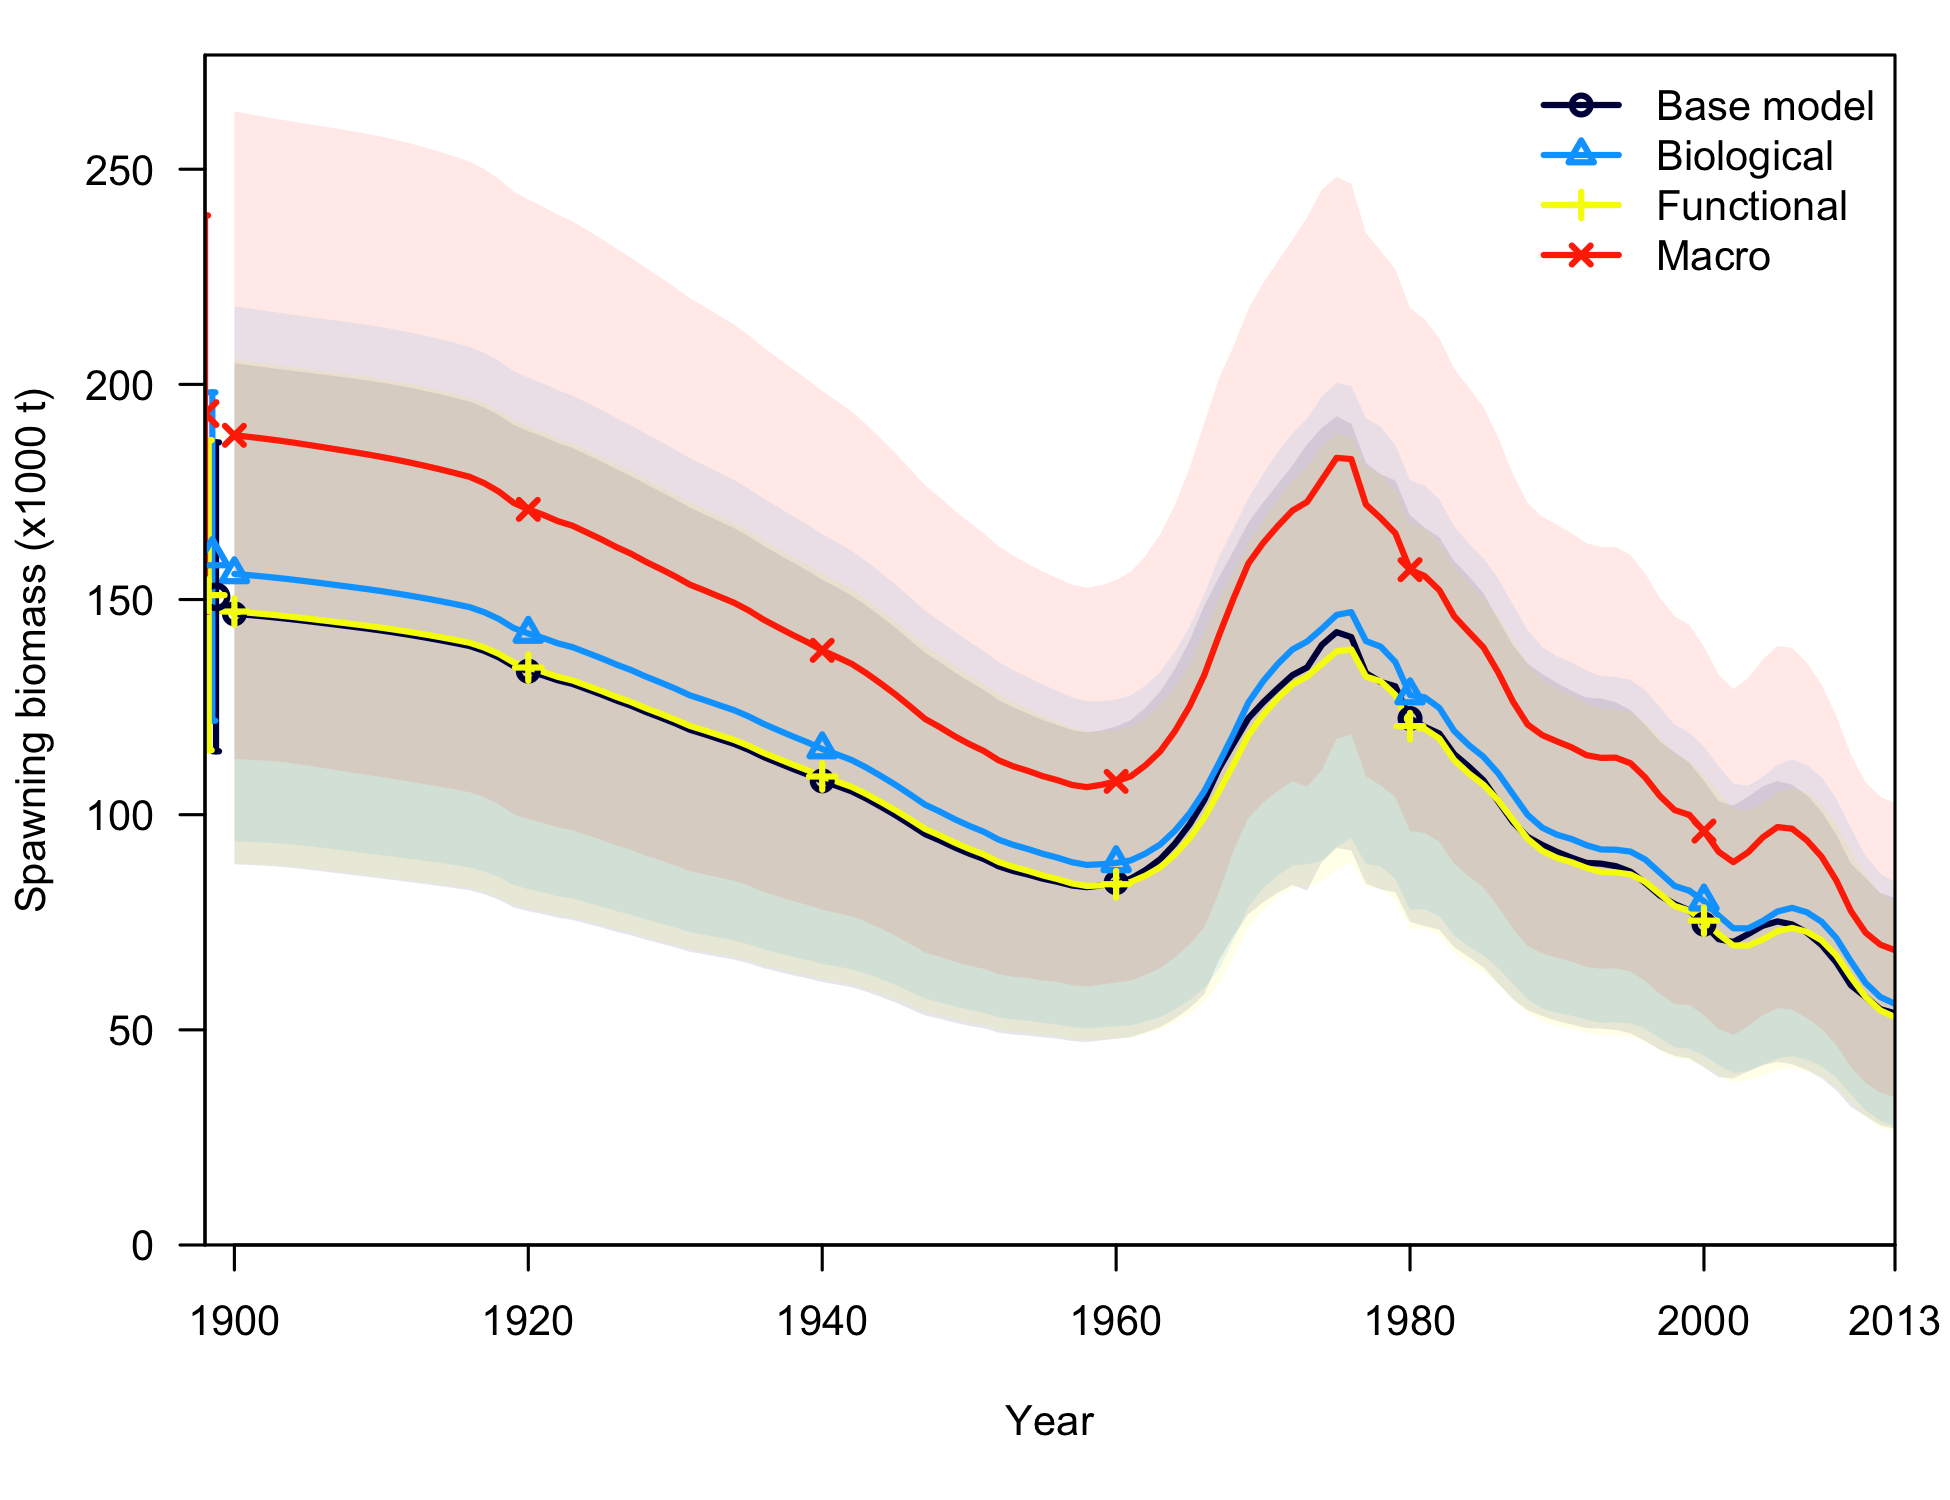 Base model
Biological
Functional
Macro
Spawning biomass (x1000 t)
250
200
150
100
50
0
1900 1920 1940 1960 1980 2000 2013
Year